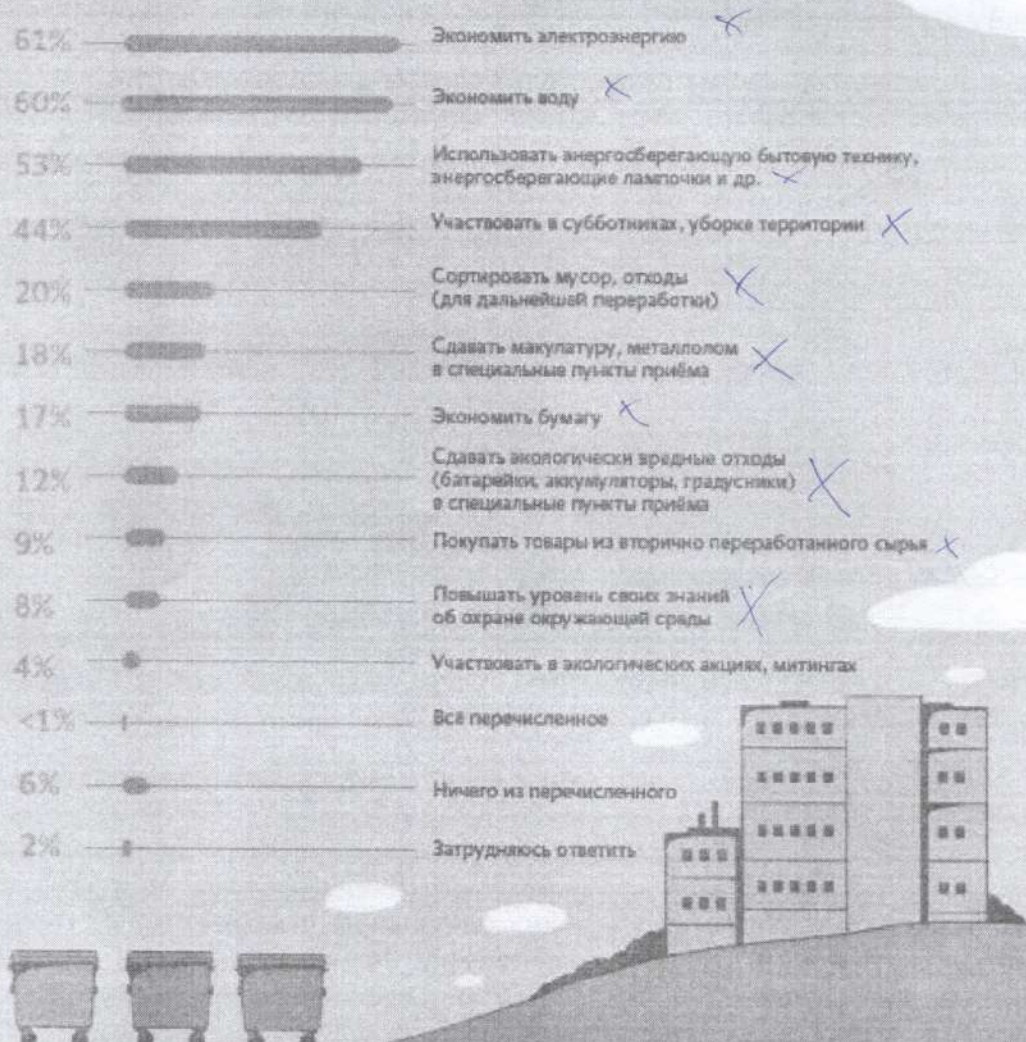 61% Экономить электроэнергию
60% Экономить воду
53% Использовать энергосберегающую бытовую технику,
энергосберегающие лампочки и др.
44% Участвовать в субботниках, уборке территории
20% Сортировать мусор, отходы
(для дальнейшей переработки)
18% Сдавать макулатуру, металлолом
в специальные пункты приёма
17% Экономить бумагу
12% Сдавать экологически вредные отходы
(батарейки, аккумуляторы, градусники)
в специальные пункты приёма
9% Покупать товары из вторично переработанного сырья
8% Повышать уровень своих знаний
об охране окружающей среды
4% Участвовать в экологических акциях, митингах
<1% Всё перечисленное
6% Ничего из перечисленного
2% Затрудняюсь ответить